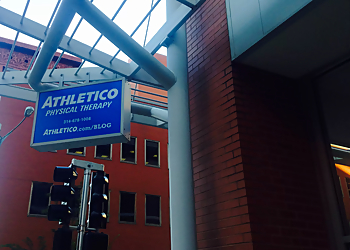 ATHLETICO
PHYSICAL THERAPY
ATHLETICO.com/BLOG